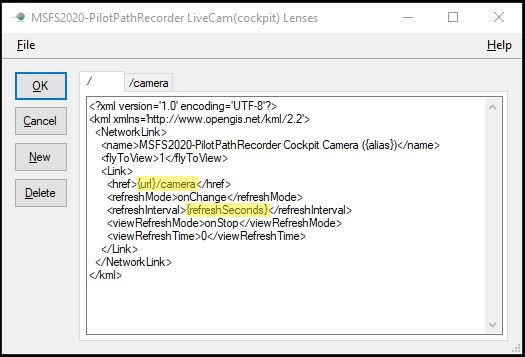 MSFS2020-PilotPathRecorder LiveCam(cockpit) Lenses
File
Help
OK
Cancel
New
Delete
/
/camera
<?xml version='1.0' encoding='UTF-8'?>
<kml xmlns='http://www.opengis.net/kml/2.2'>
<NetworkLink>
<name>MSFS2020-PilotPathRecorder Cockpit Camera ({alias})</name>
<flyToView>1</flyToView>
<Link>
<href>{url}/camera</href>
<refreshMode>onChange</refreshMode>
<refreshInterval>{refreshSeconds}</refreshInterval>
<viewRefreshMode>onStop</viewRefreshMode>
<viewRefreshTime>0</viewRefreshTime>
</Link>
</NetworkLink>
</kml>